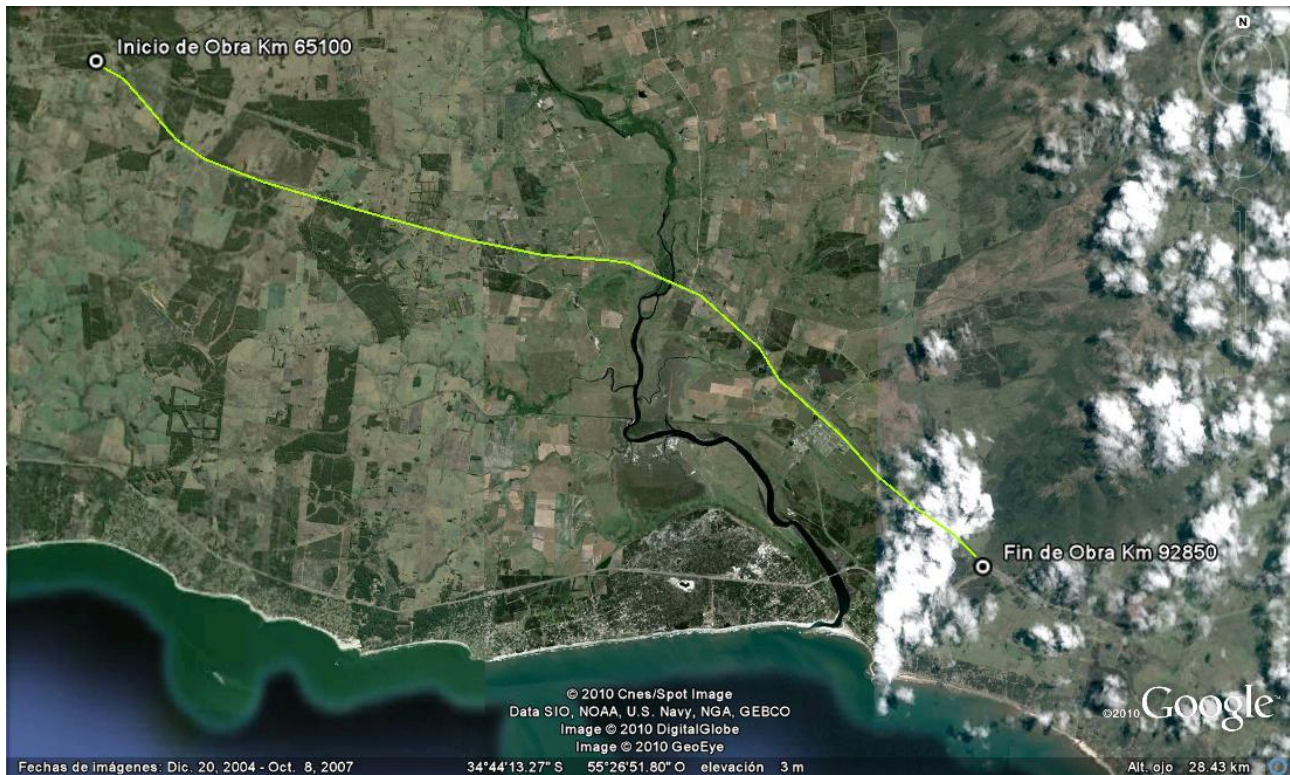 N
Inicio de Obra Km 65100
Fin de Obra Km 92850
© 2010 Cnes/Spot Image
Data SIO, NOAA, U.S. Navy, NGA, GEBCO
Image © 2010 DigitalGlobe
Image © 2010 GeoEye
©2010 Google™
Fechas de imágenes: Dic. 20, 2004 - Oct. 8, 2007 34°44'13.27" S 55°26'51.80" O elevación 3 m Alt. ojo 28.43 km